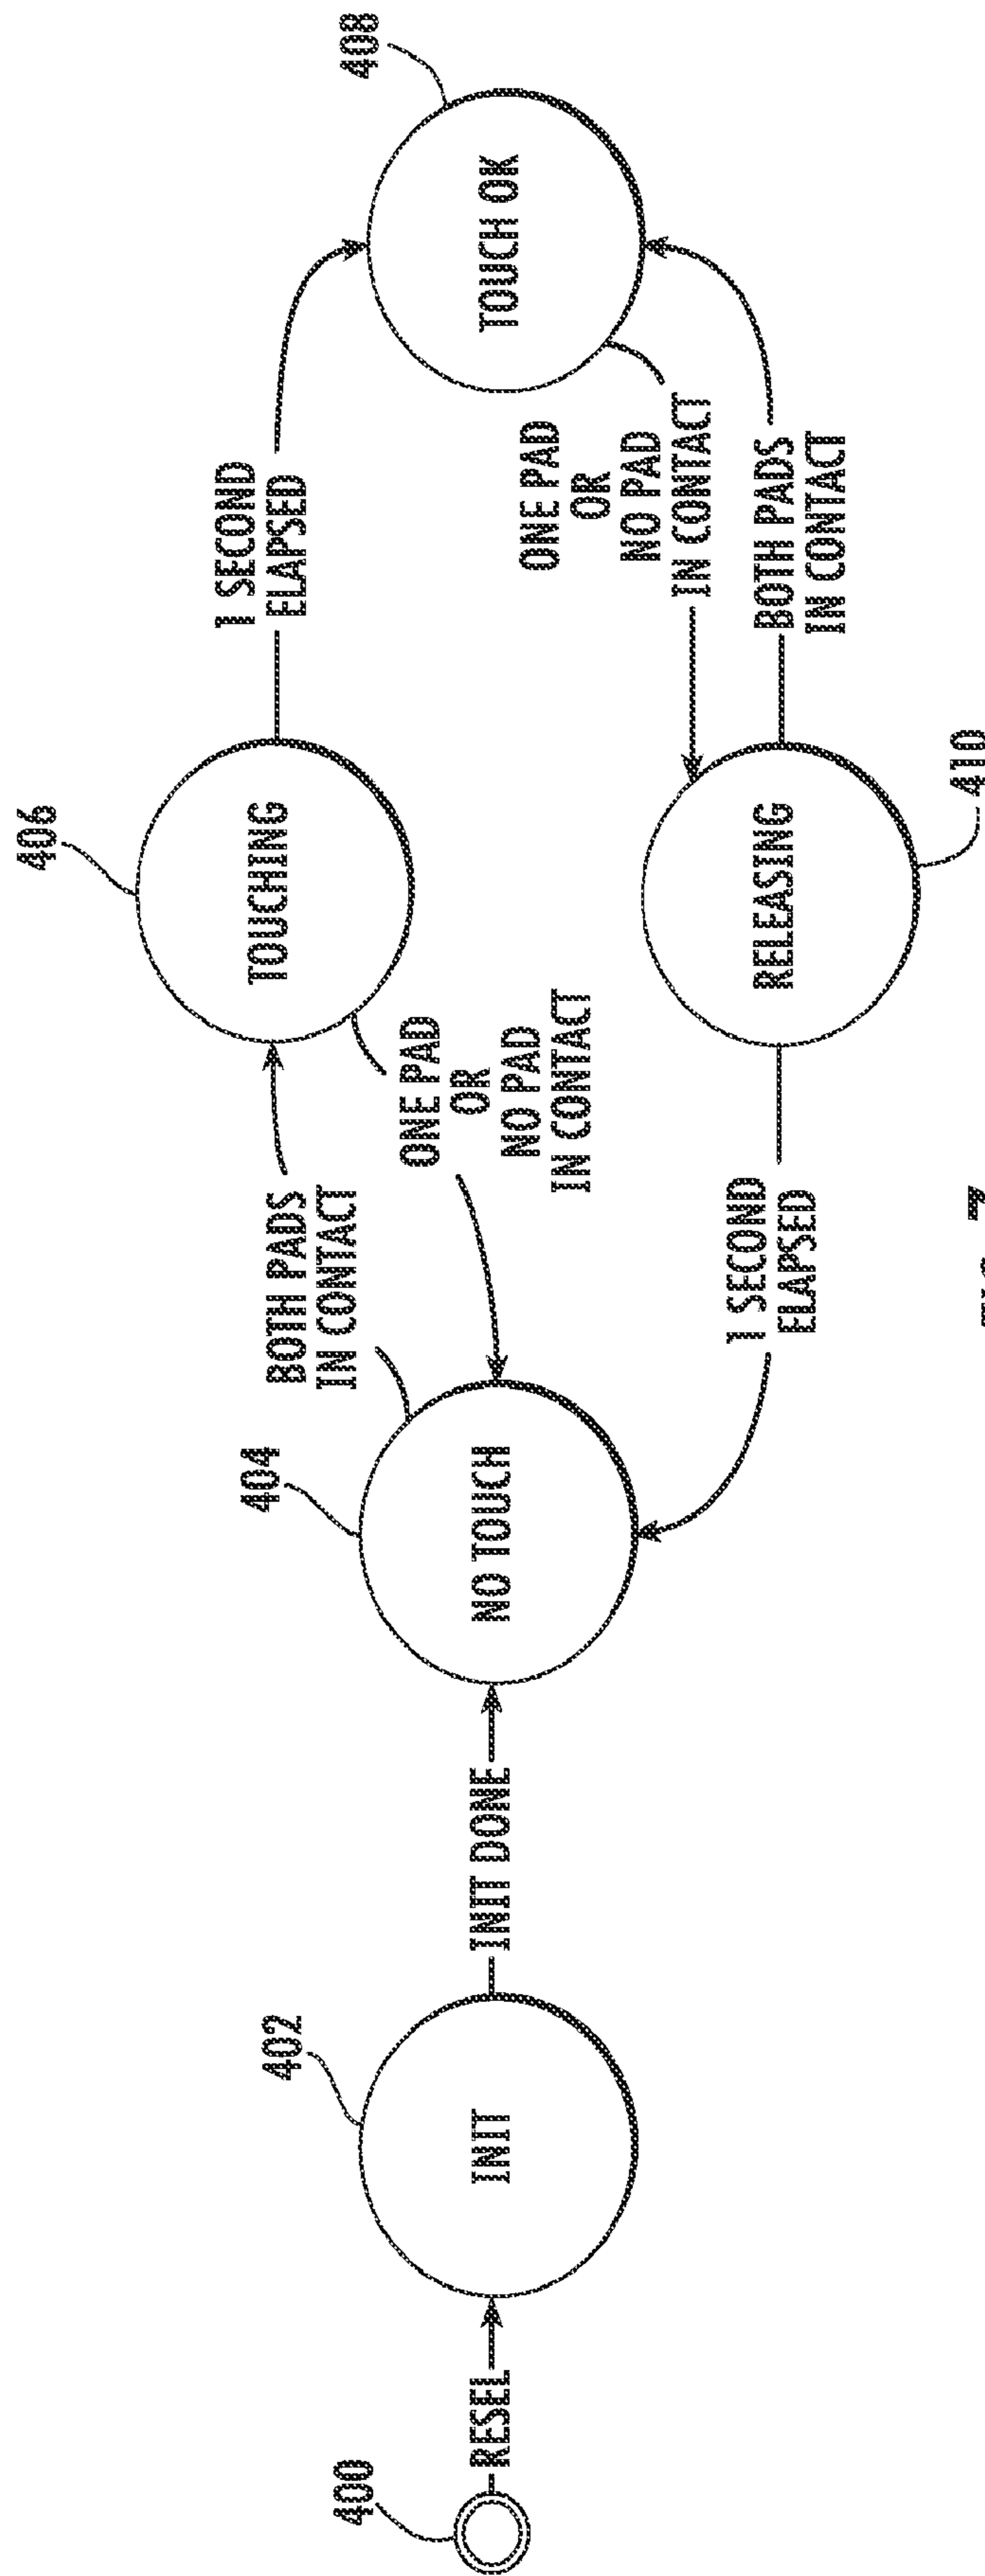 400
RESEL
402
INIT
INIT DONE
404
NO TOUCH
BOTH PADS
IN CONTACT
406
TOUCHING
ONE PAD
OR
NO PAD
IN CONTACT
1 SECOND
ELAPSED
408
TOUCH OK
ONE PAD
OR
NO PAD
IN CONTACT
BOTH PADS
IN CONTACT
RELEASING
410
1 SECOND
ELAPSED